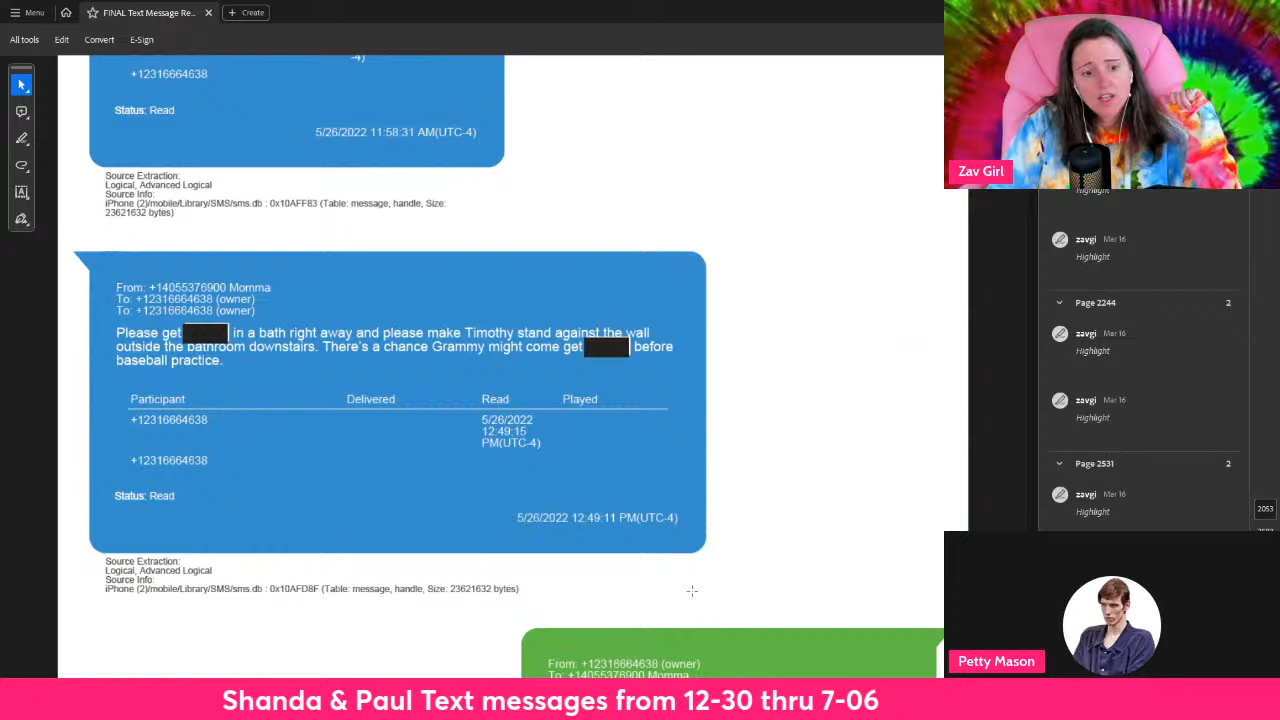 Menu
FINAL Text Message Re...
Create
All tools
Edit
Convert
E-Sign
-4)
+12316664638
Status: Read
5/26/2022 11:58:31 AM(UTC-4)
Source Extraction:
Logical, Advanced Logical
Source Info:
iPhone (2)/mobile/Library/SMS/sms.db : 0x10AFF83 (Table: message, handle, Size:
23621632 bytes)
From: +14055376900 Momma
To: +12316664638 (owner)
To: +12316664638 (owner)
Please get in a bath right away and please make Timothy stand against the wall
outside the bathroom downstairs. There's a chance Grammy might come get before
baseball practice.
Participant Delivered Read Played
+12316664638 5/26/2022
12:49:15
PM(UTC-4)
+12316664638
Status: Read
5/26/2022 12:49:11 PM(UTC-4)
Source Extraction:
Logical, Advanced Logical
Source Info:
iPhone (2)/mobile/Library/SMS/sms.db : 0x10AFD8F (Table: message, handle, Size: 23621632 bytes)
From: +12316664638 (owner)
To: +14055376900 Momma
Zav Girl
Highlight
zavgi Mar 16
Highlight
Page 2244 2
zavgi Mar 16
Highlight
zavgi Mar 16
Highlight
Page 2531 2
zavgi Mar 16
Highlight
2053
Petty Mason
Shanda & Paul Text messages from 12-30 thru 7-06